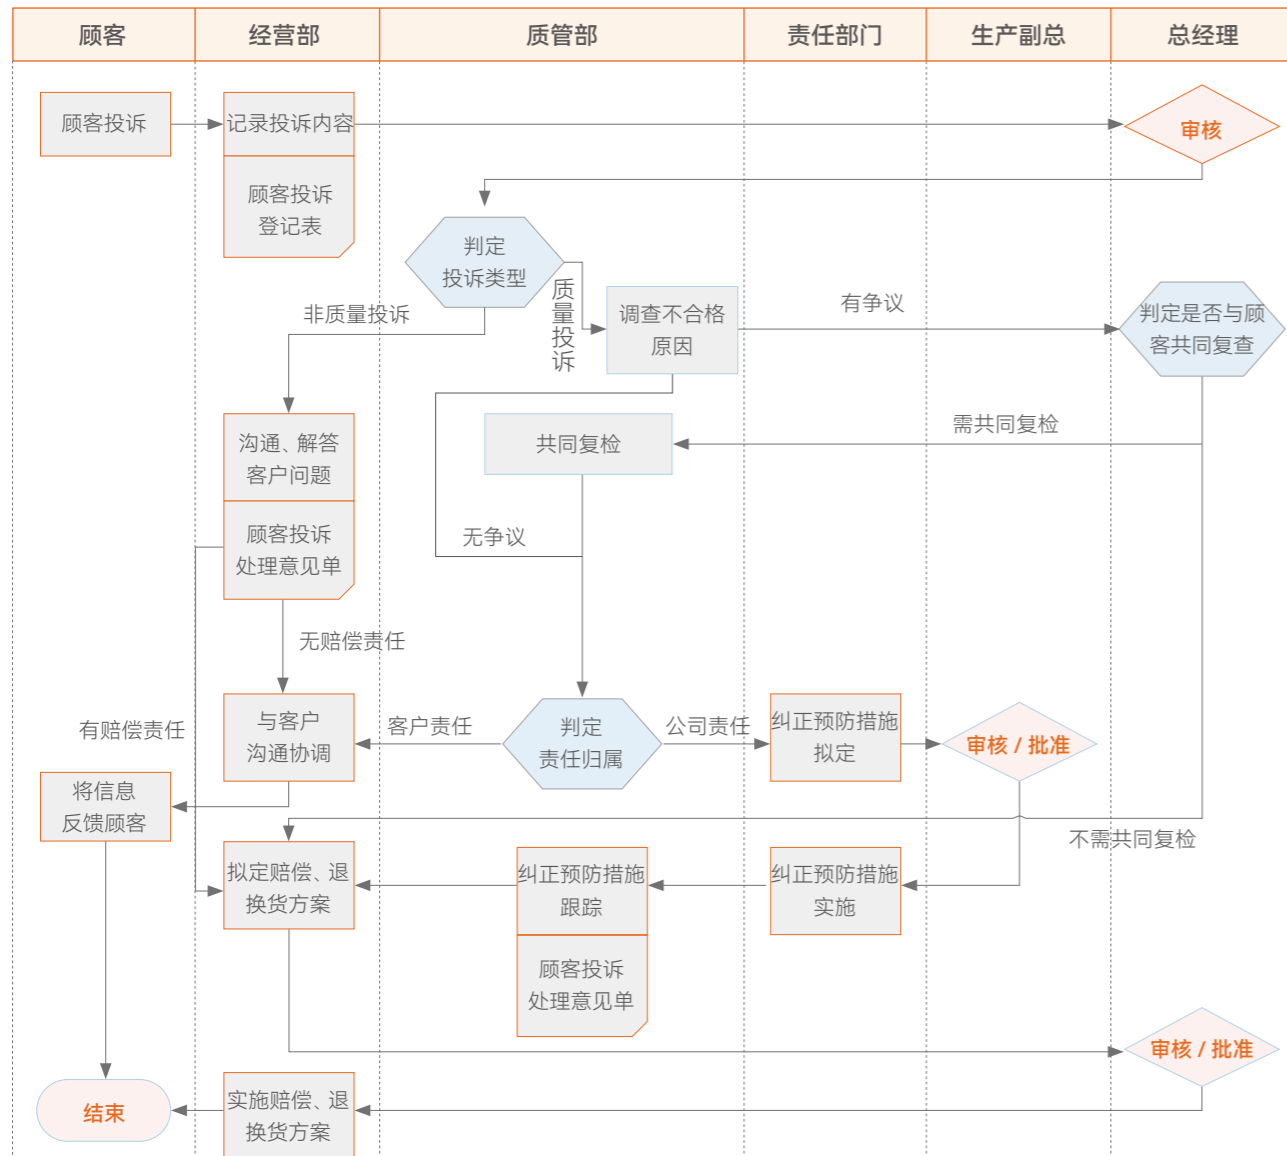 顾客
经营部
质管部
责任部门
生产副总
总经理
顾客投诉
记录投诉内容
审核
顾客投诉
登记表
判定
投诉类型
质量投诉
非质量投诉
调查不合格
原因
有争议
判定是否与顾
客共同复查
沟通、解答
客户问题
共同复检
需共同复检
顾客投诉
处理意见单
无争议
无赔偿责任
有赔偿责任
与客户
沟通协调
客户责任
判定
责任归属
公司责任
纠正预防措施
拟定
审核 / 批准
将信息
反馈顾客
不需共同复检
拟定赔偿、退
换货方案
纠正预防措施
跟踪
纠正预防措施
实施
顾客投诉
处理意见单
审核 / 批准
结束
实施赔偿、退
换货方案